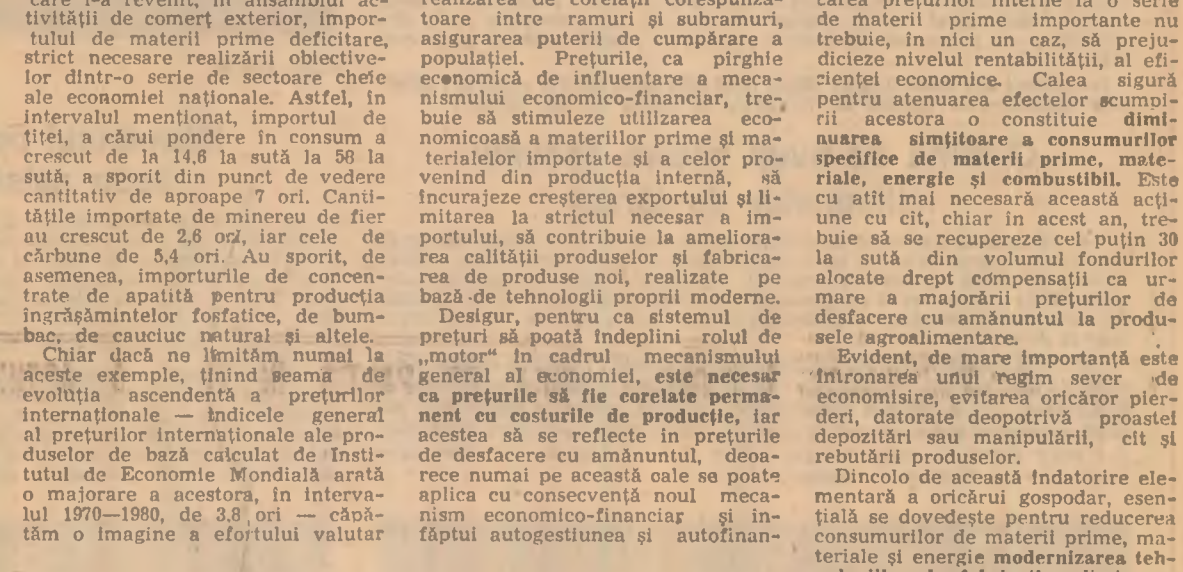 care i-a revenit, în ansamblul ac-
tivității de comerț exterior, impor-
tului de materii prime deficitare,
strict necesare realizării obiective-
lor dintr-o serie de sectoare cheie
ale economiei naționale. Astfel, în
intervalul menționat, importul de
țiței, a cărui pondere în consum a
crescut de la 14,6 la sută la 58 la
sută, a sporit din punct de vedere
cantitativ de aproape 7 ori. Canti-
tățile importate de minereu de fier
au crescut de 2,6 ori, iar cele de
cărbune de 5,4 ori. Au sporit, de
asemenea, importurile de concen-
trate de apatită pentru producția
îngrășămintelor fosfatice, de bum-
bac, de cauciuc natural și altele.
Chiar dacă ne limităm numai la
aceste exemple, ținînd seama de
evoluția ascendentă a prețurilor
internaționale — indicele general
al prețurilor internaționale ale pro-
duselor de bază calculat de Insti-
tutul de Economie Mondială arată
o majorare a acestora, în interva-
lul 1970—1980, de 3,8 ori — căpă-
tăm o imagine a efortului valutar
realizarea de corelații corespunză-
toare între ramuri și subramuri,
asigurarea puterii de cumpărare a
populației. Prețurile, ca pîrghie
economică de influentare a meca-
nismului economico-financiar, tre-
buie să stimuleze utilizarea eco-
nomicoasă a materiilor prime și ma-
terialelor importate și a celor pro-
venind din producția internă, să
încurajeze creșterea exportului și li-
mitarea la strictul necesar a im-
portului, să contribuie la ameliora-
rea calității produselor și fabrica-
rea de produse noi, realizate pe
bază de tehnologii proprii moderne.
Desigur, pentru ca sistemul de
prețuri să poată îndeplini rolul de
„motor“ în cadrul mecanismului
general al economiei, este necesar
ca prețurile să fie corelate perma-
nent cu costurile de producție, iar
acestea să se reflecte în prețurile
de desfacere cu amănuntul, deoa-
rece numai pe această cale se poate
aplica cu consecvență noul meca-
nism economico-financiar și în-
făptui autogestiunea și autofinan-
carea prețurilor interne la o serie
de materii prime importante nu
trebuie, în nici un caz, să preju-
dicieze nivelul rentabilității, al efi-
cienței economice. Calea sigură
pentru atenuarea efectelor scumpi-
rii acestora o constituie dimi-
nuarea simțitoare a consumurilor
specifice de materii prime, mate-
riale, energie și combustibil. Este
cu atît mai necesară această acți-
une cu cît, chiar în acest an, tre-
buie să se recupereze cel puțin 30
la sută din volumul fondurilor
alocate drept compensații ca ur-
mare a majorării prețurilor de
desfacere cu amănuntul la produ-
sele agroalimentare.
Evident, de mare importanță este
întronarea unui regim sever de
economisire, evitarea oricăror pier-
deri, datorate deopotrivă proastei
depozitări sau manipulării, cît și
rebutării produselor.
Dincolo de această îndatorire ele-
mentară a oricărui gospodar, esen-
țială se dovedește pentru reducerea
consumurilor de materii prime, ma-
teriale și energie modernizarea teh-